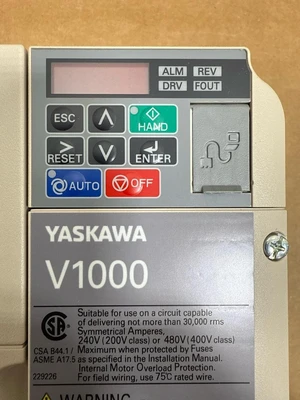 ALM REV
DRV FOUT
ESC
HAND
RESET
ENTER
AUTO OFF
YASKAWA
V1000
Suitable for use on a circuit capable
of delivering not more than 30,000 rms
Symmetrical Amperes,
240V (200V class) or 480V (400V class)
CSA B44.1/ Maximum when protected by Fuses
ASME A17.5 as specified in the Installation Manual.
Internal Motor Overload Protection.
229226 For field wiring, use 75C rated wire.
WARNING